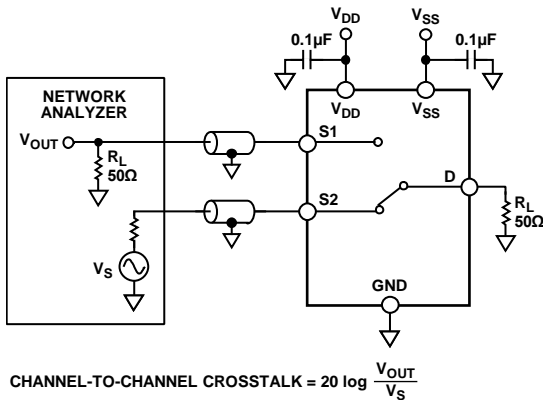 V_DD
V_SS
0.1µF
0.1µF
V_DD
V_SS
NETWORK
ANALYZER
V_OUT
R_L
50Ω
S1
S2
D
R_L
50Ω
V_S
GND
CHANNEL-TO-CHANNEL CROSSTALK = 20 log V_OUT / V_S